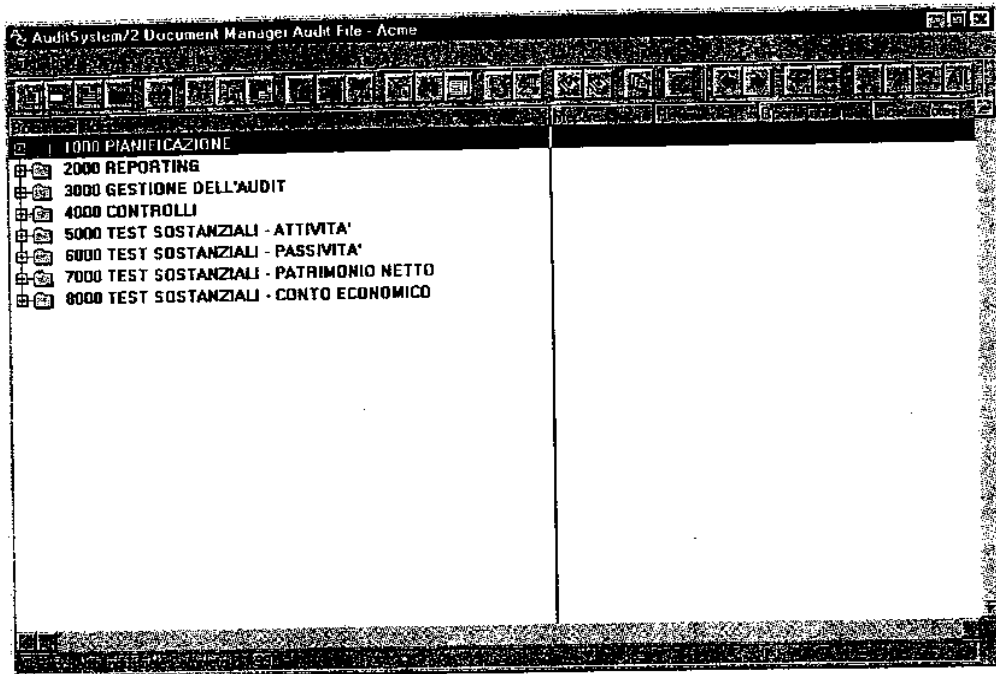 AuditSystem/2 Document Manager Audit File - Acme
1000 PIANIFICAZIONE
2000 REPORTING
3000 GESTIONE DELL'AUDIT
4000 CONTROLLI
5000 TEST SOSTANZIALI - ATTIVITA'
6000 TEST SOSTANZIALI - PASSIVITA'
7000 TEST SOSTANZIALI - PATRIMONIO NETTO
8000 TEST SOSTANZIALI - CONTO ECONOMICO